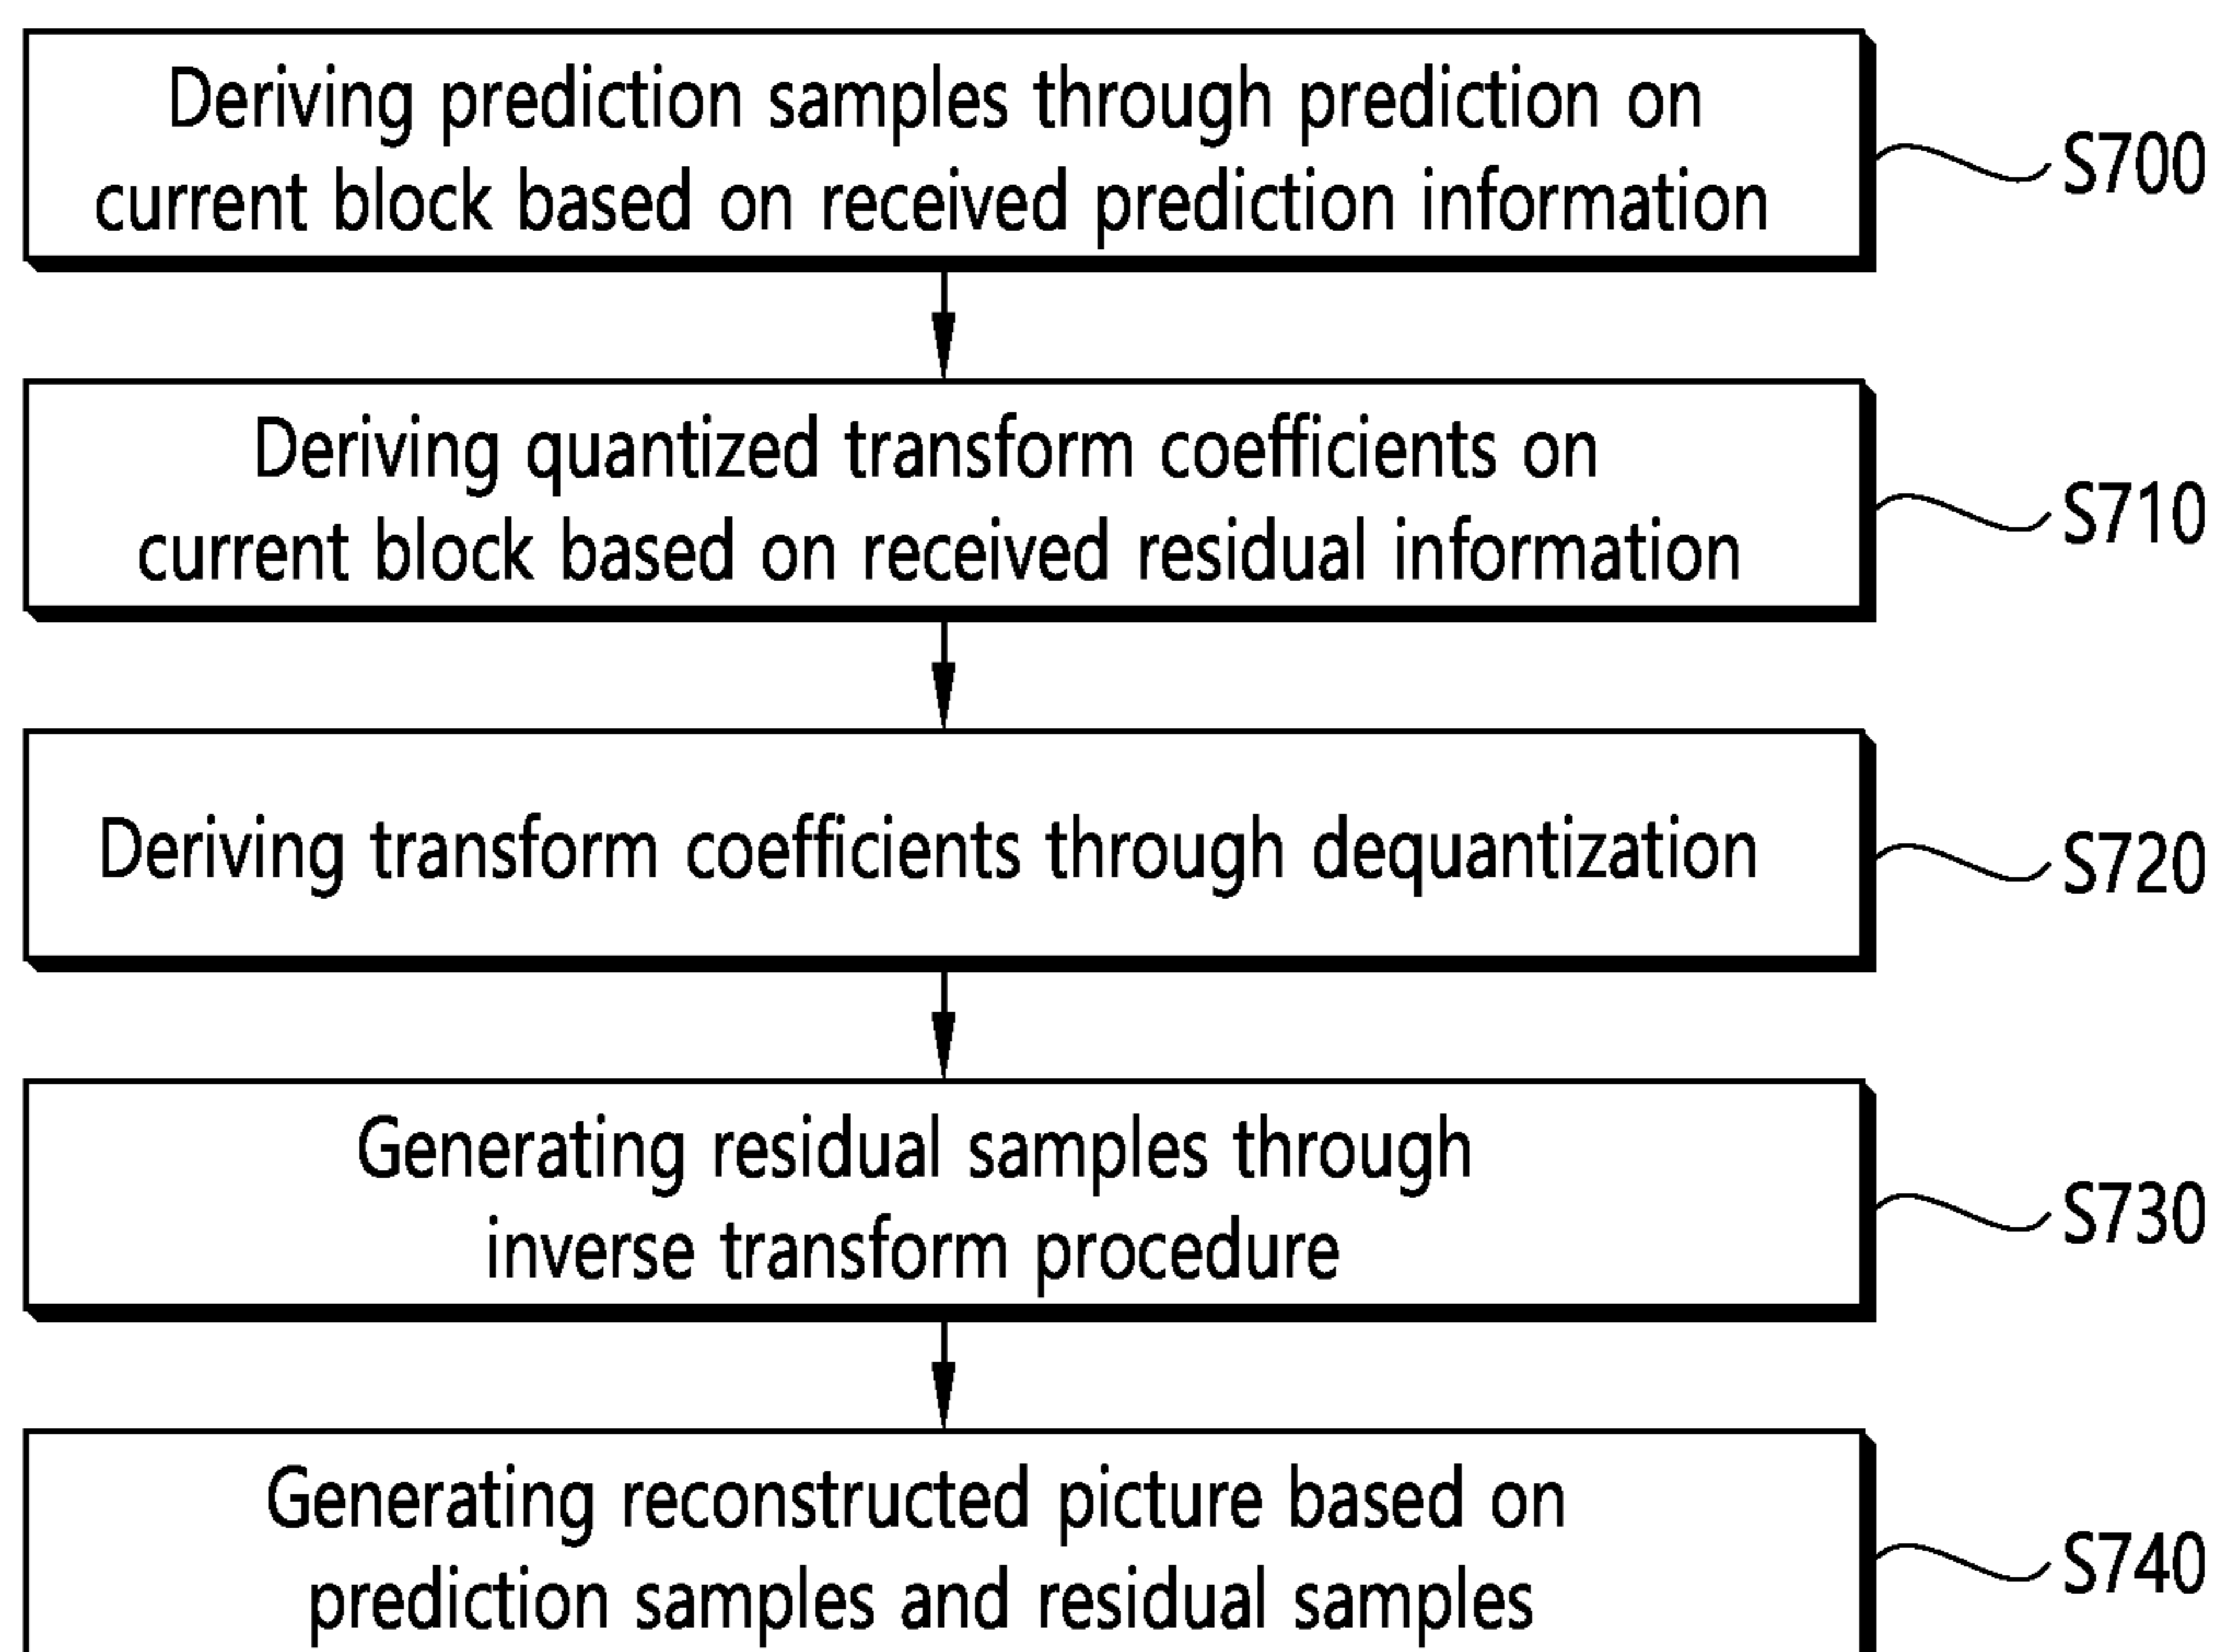 Deriving prediction samples through prediction on
current block based on received prediction information
S700
Deriving quantized transform coefficients on
current block based on received residual information
S710
Deriving transform coefficients through dequantization
S720
Generating residual samples through
inverse transform procedure
S730
Generating reconstructed picture based on
prediction samples and residual samples
S740